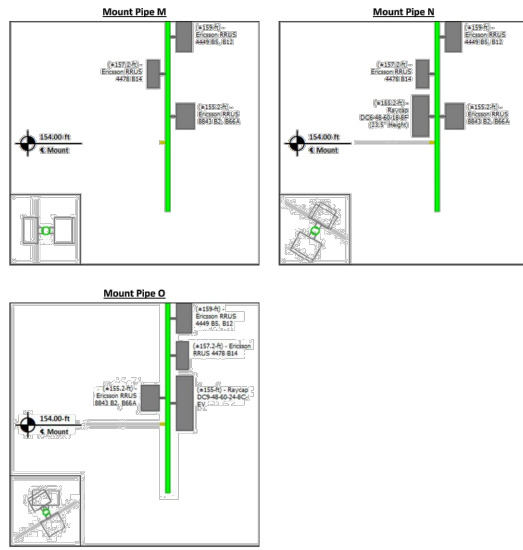 Mount Pipe M
(±159-ft) -
Ericsson RRUS
4449 B5, B12
(±157.2-ft) -
Ericsson RRUS
4478 B14
(±155.2-ft) -
Ericsson RRUS
8843 B2, B66A
154.00-ft
℄ Mount
Mount Pipe N
(±159-ft) -
Ericsson RRUS
4449 B5, B12
(±157.2-ft) -
Ericsson RRUS
4478 B14
(±155.2-ft) -
Raycap
DC6-48-60-18-8F
(23.5" Height)
(±155.2-ft) -
Ericsson RRUS
8843 B2, B66A
154.00-ft
℄ Mount
Mount Pipe O
(±159-ft) -
Ericsson RRUS
4449 B5, B12
(±157.2-ft) - Ericsson
RRUS 4478 B14
(±155.2-ft) -
Ericsson RRUS
8843 B2, B66A
(±155-ft) - Raycap
DC9-48-60-24-8C-
EV
154.00-ft
℄ Mount